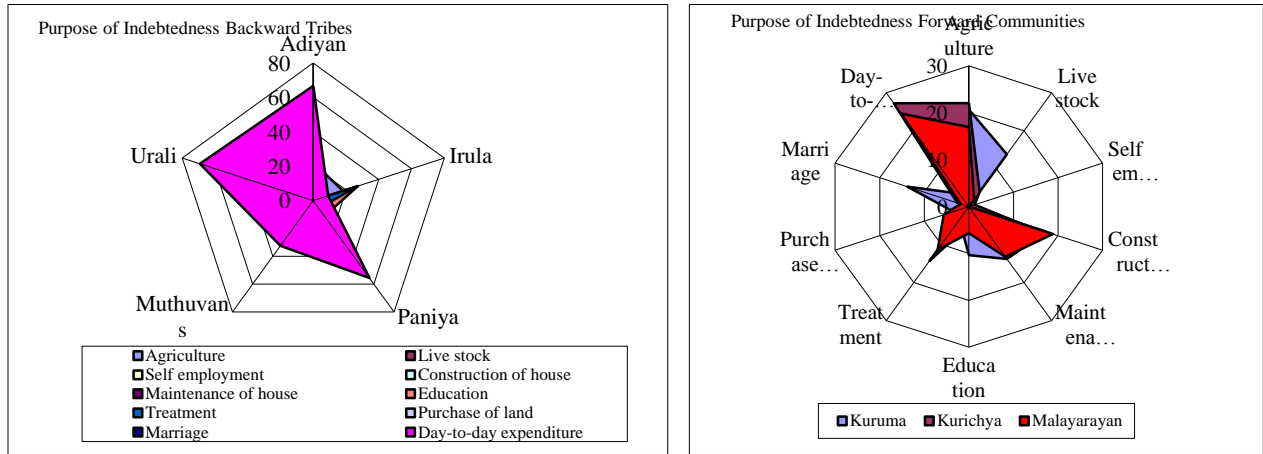 Purpose of Indebtedness Backward Tribes
Adiyan
80
60
40
20
0
Urali
Irula
Muthuvan
s
Paniya
Agriculture
Live stock
Self employment
Construction of house
Maintenance of house
Education
Treatment
Purchase of land
Marriage
Day-to-day expenditure
Purpose of Indebtedness Forward Communities
Agric
ulture
30
20
10
0
Day-
to-…
Live
stock
Marri
age
Self
em…
Purch
ase…
Const
ruct…
Treat
ment
Maint
ena…
Educa
tion
Kuruma
Kurichya
Malayarayan